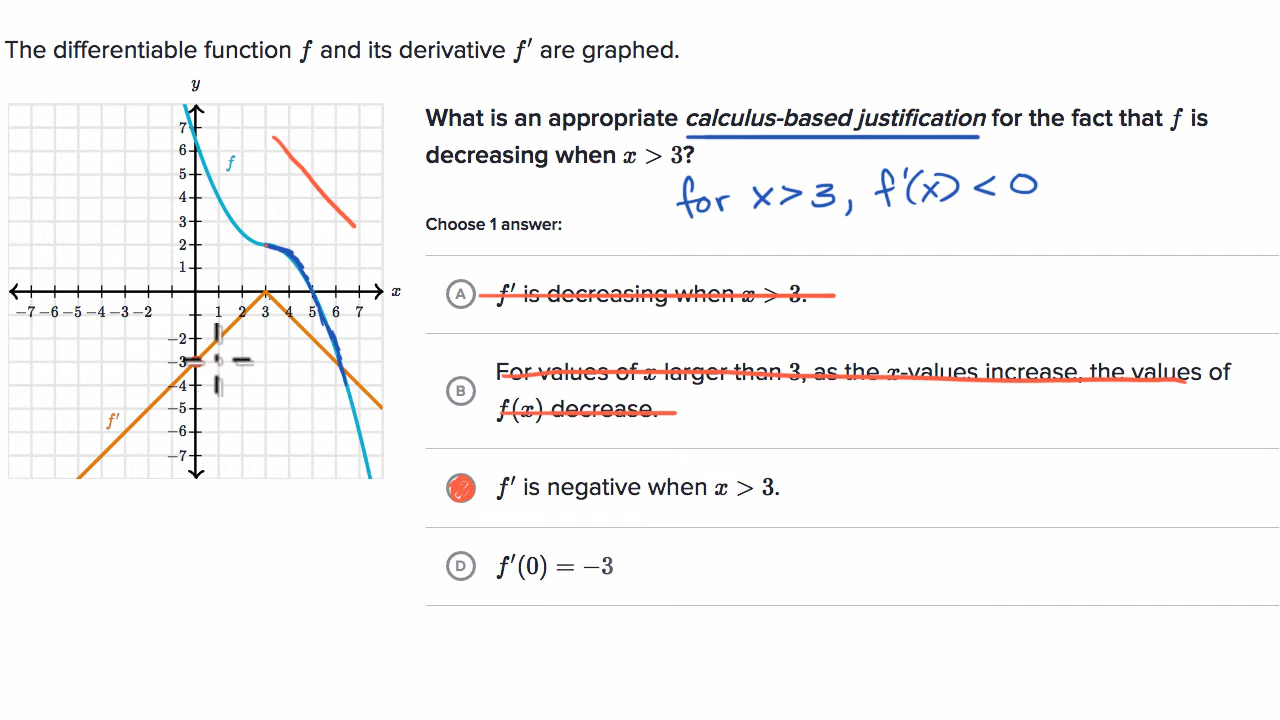 The differentiable function f and its derivative f' are graphed.
y
7
6
5
4
3
2
1
f
x
−7 −6 −5 −4 −3 −2
1 2 3 4 5 6 7
−2
−3
−4
−5
−6
−7
f'
What is an appropriate calculus-based justification for the fact that f is
decreasing when x > 3?
for x>3, f'(x) < 0
Choose 1 answer:
A f' is decreasing when x > 3.
For values of x larger than 3, as the x-values increase, the values of
B
f(x) decrease.
f' is negative when x > 3.
D f'(0) = −3